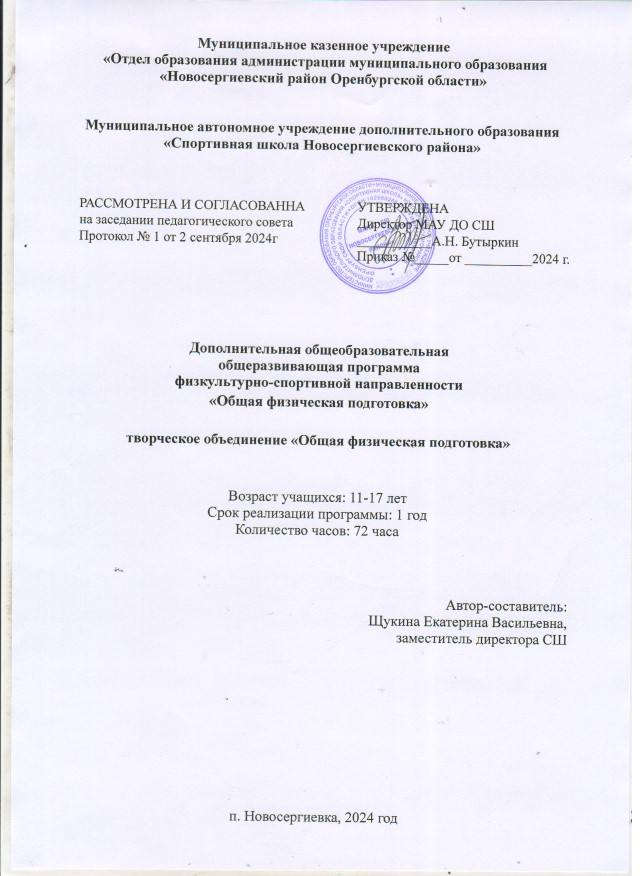 Муниципальное казенное учреждение
«Отдел образования администрации муниципального образования
«Новосергиевский район Оренбургской области»
Муниципальное автономное учреждение дополнительного образования
«Спортивная школа Новосергиевского района»
РАССМОТРЕНА И СОГЛАСОВАННА
на заседании педагогического совета
Протокол № 1 от 2 сентября 2024г
УТВЕРЖДЕНА
Директор МАУ ДО СШ
А.Н. Бутыркин
Приказ №_____от __________2024 г.
Дополнительная общеобразовательная
общеразвивающая программа
физкультурно-спортивной направленности
«Общая физическая подготовка»
творческое объединение «Общая физическая подготовка»
Возраст учащихся: 11-17 лет
Срок реализации программы: 1 год
Количество часов: 72 часа
Автор-составитель:
Щукина Екатерина Васильевна,
заместитель директора СШ
п. Новосергиевка, 2024 год